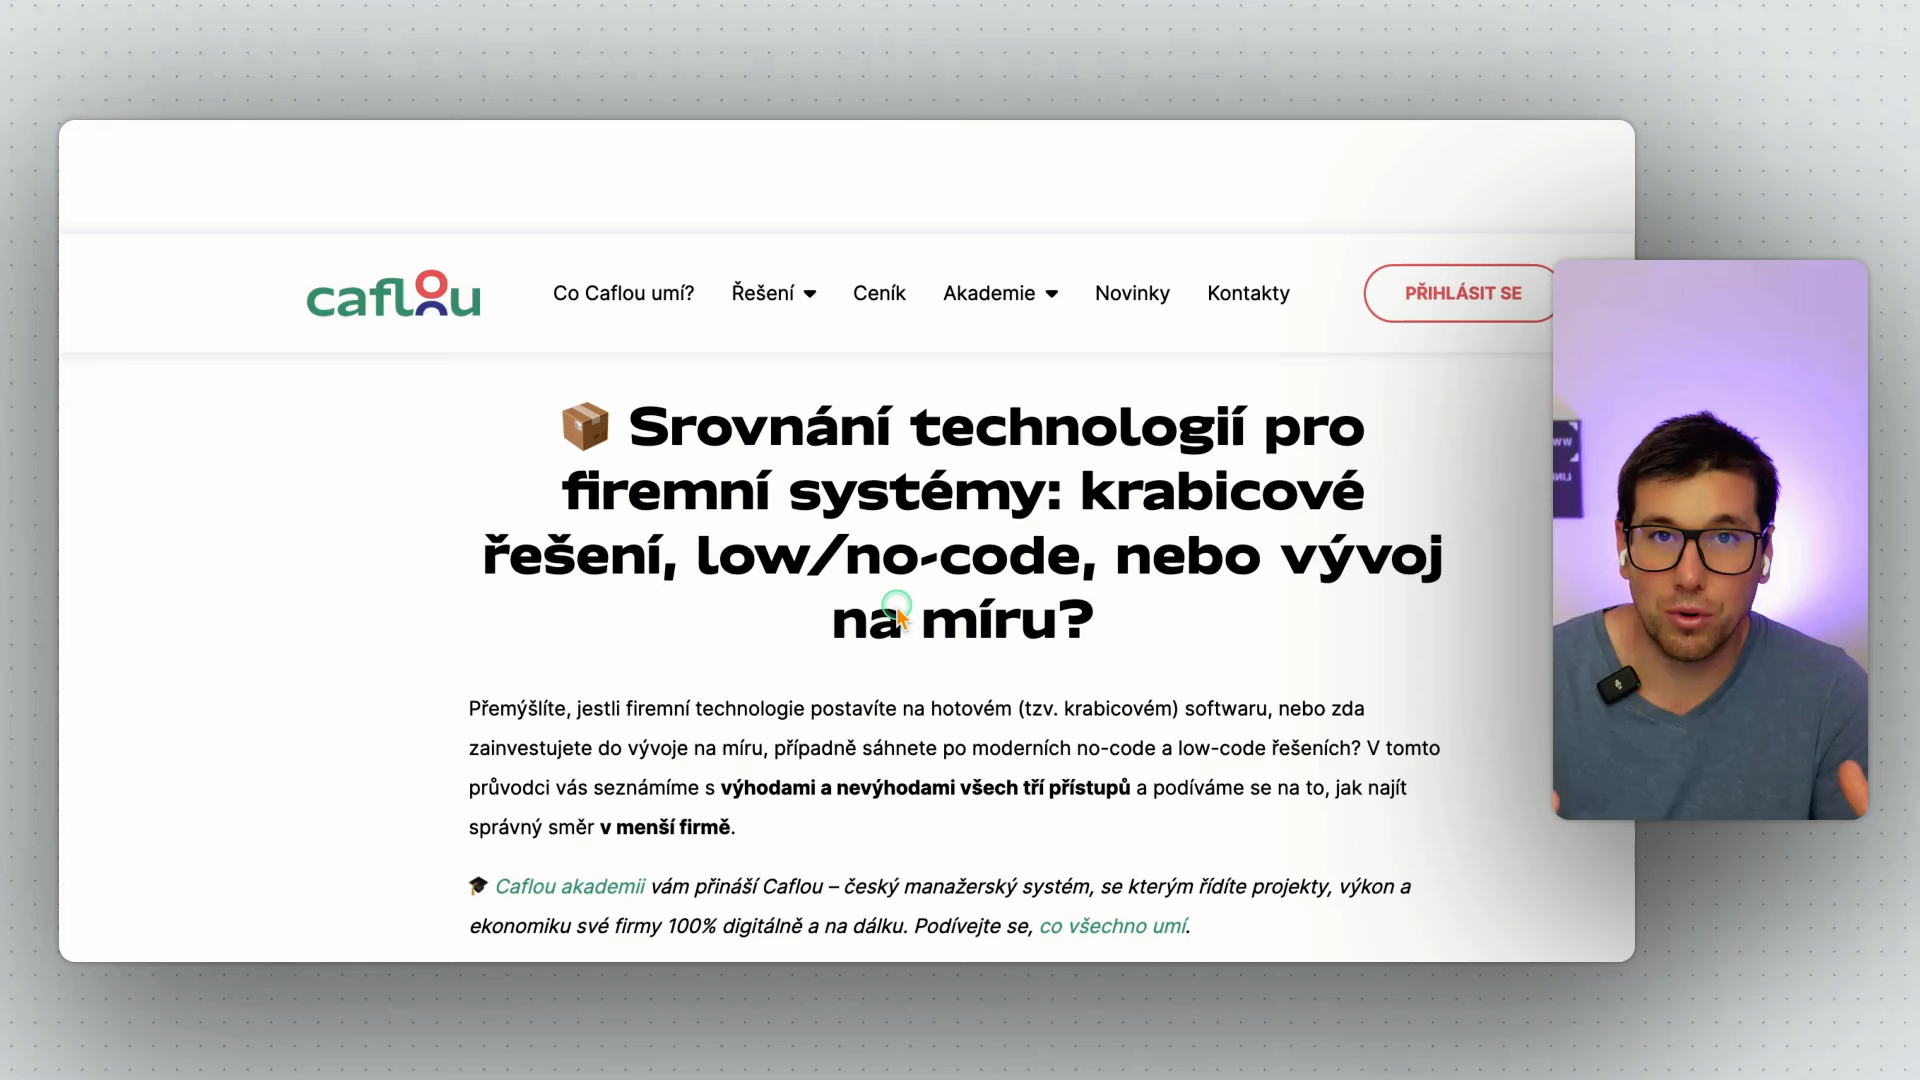 caflou
Co Caflou umí? Řešení Ceník Akademie Novinky Kontakty PŘIHLÁSIT SE
📦 Srovnání technologií pro
firemní systémy: krabicové
řešení, low/no-code, nebo vývoj
na míru?
Přemýšlíte, jestli firemní technologie postavíte na hotovém (tzv. krabicovém) softwaru, nebo zda
zainvestujete do vývoje na míru, případně sáhnete po moderních no-code a low-code řešeních? V tomto
průvodci vás seznámíme s výhodami a nevýhodami všech tří přístupů a podíváme se na to, jak najít
správný směr v menší firmě.
🎓 Caflou akademii vám přináší Caflou – český manažerský systém, se kterým řídíte projekty, výkon a
ekonomiku své firmy 100% digitálně a na dálku. Podívejte se, co všechno umí.